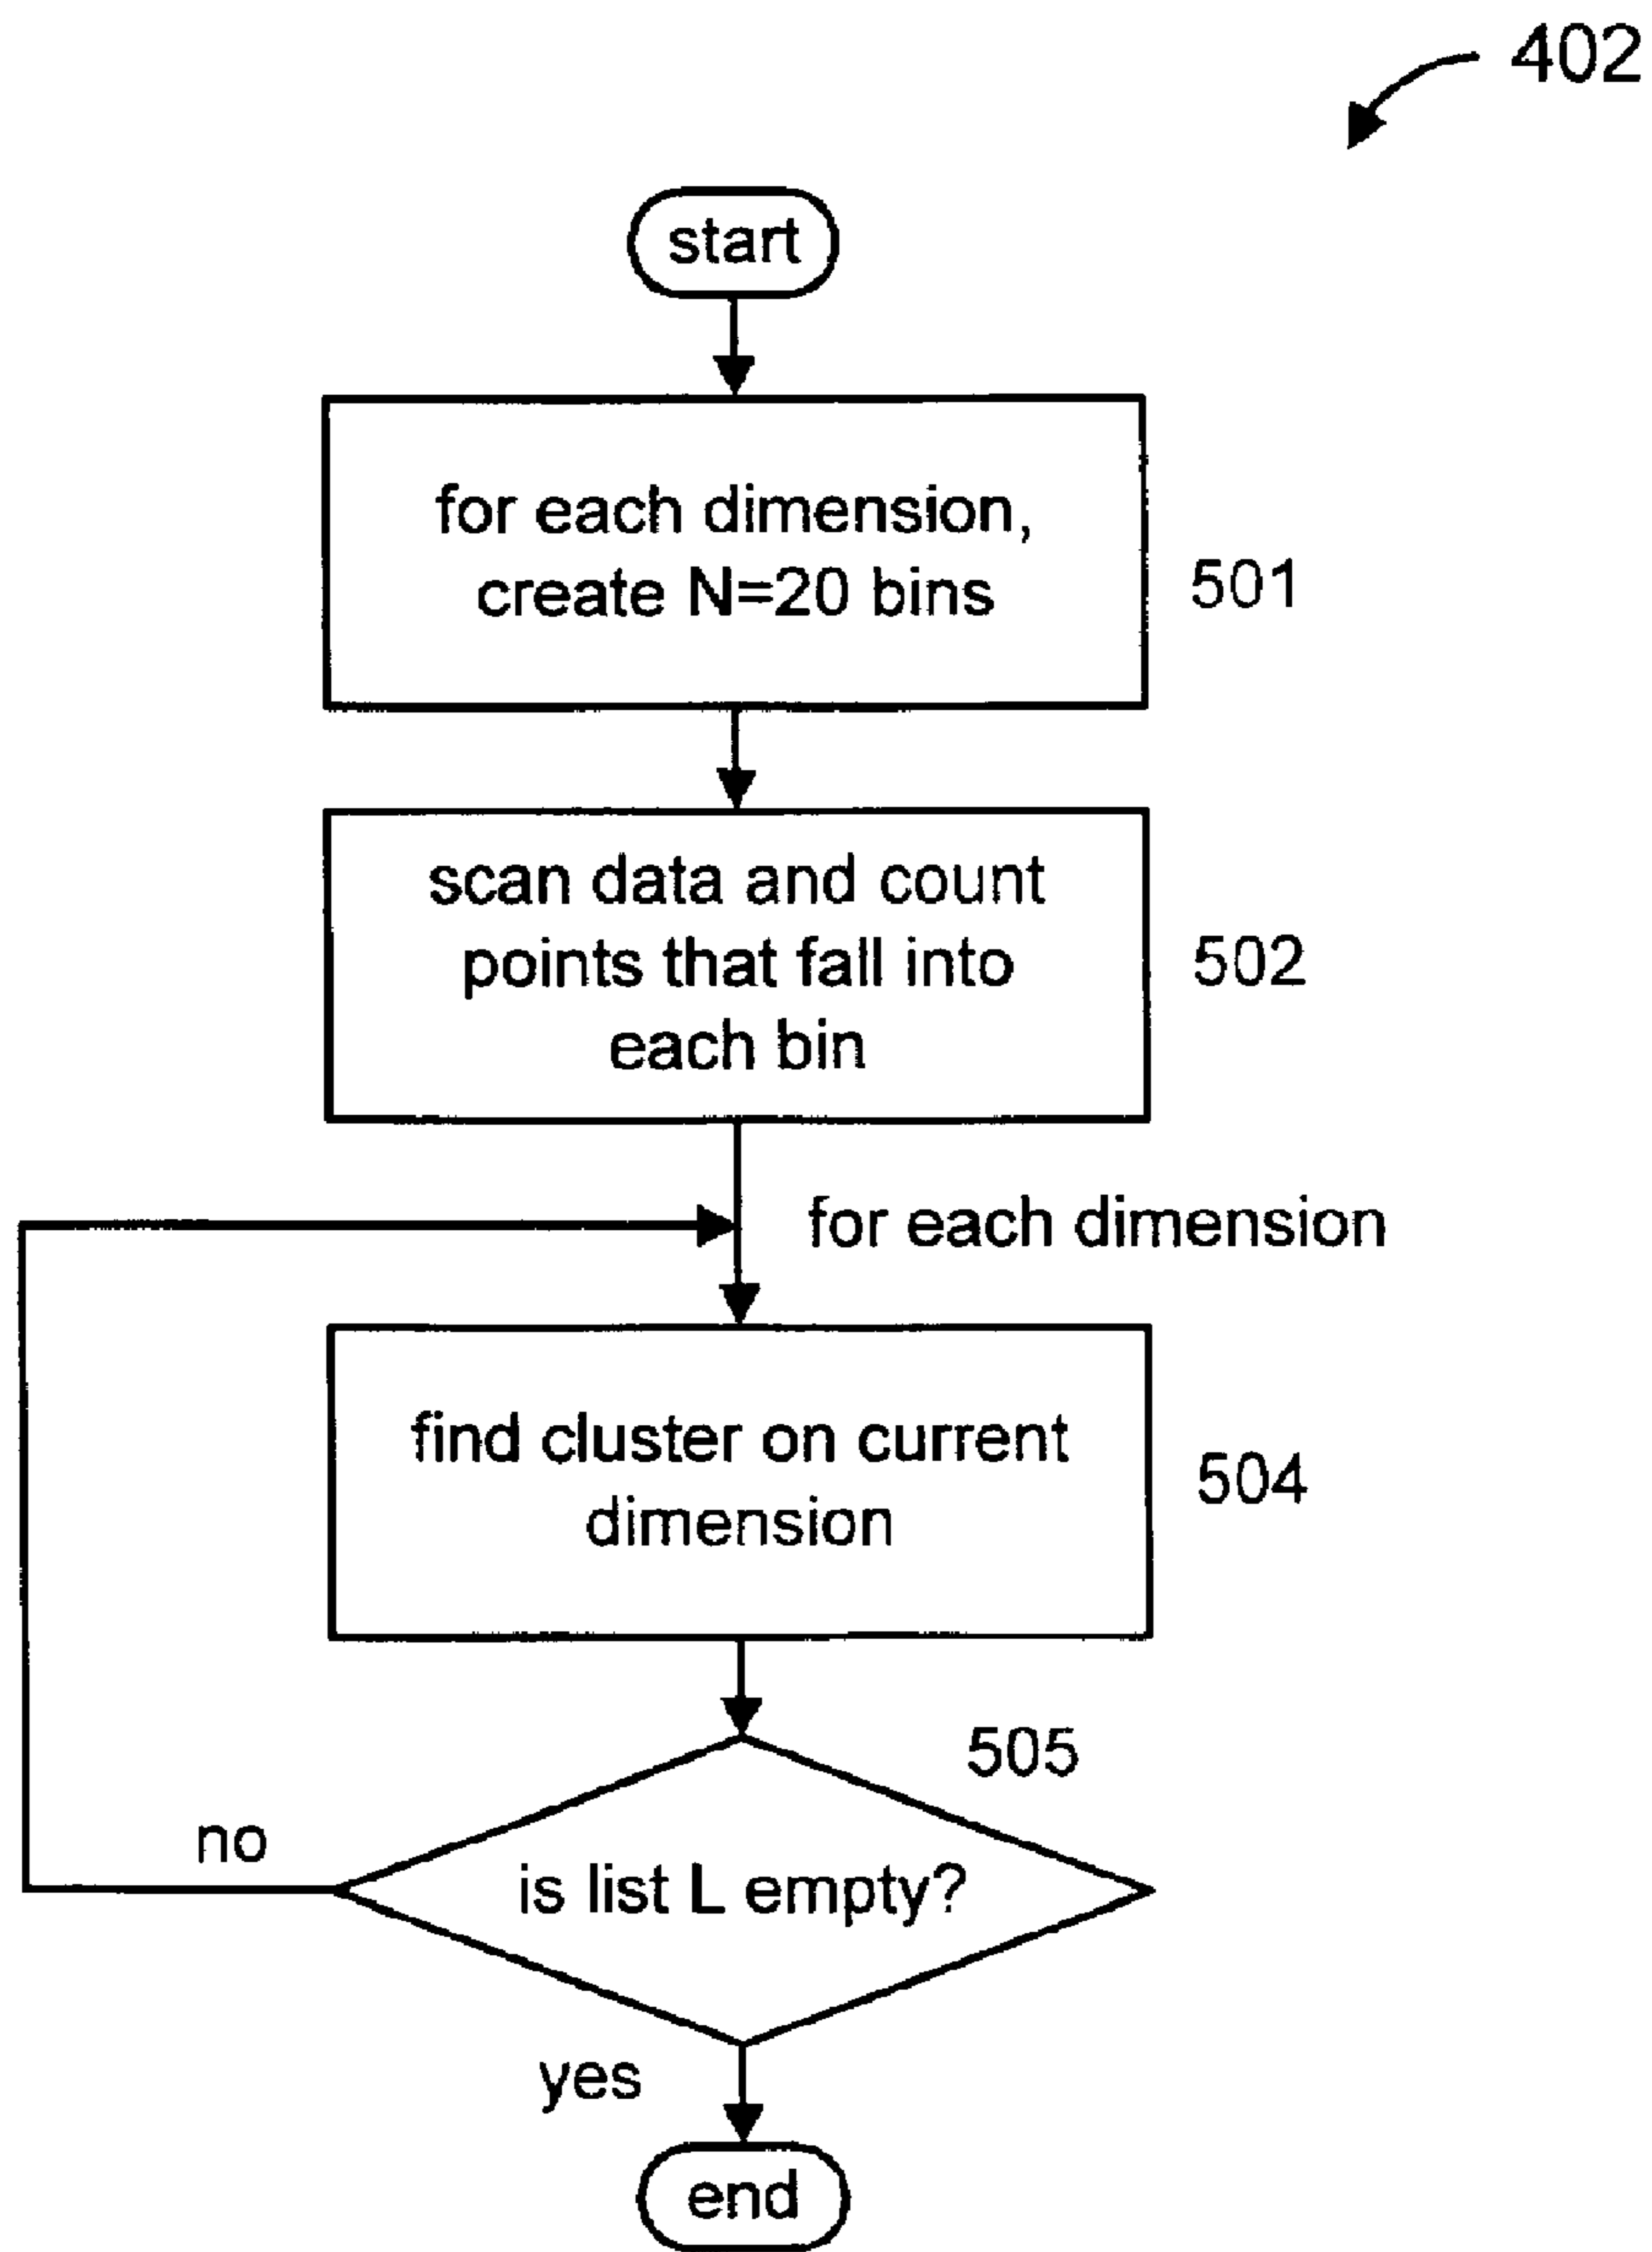 402
start
for each dimension,
create N=20 bins
501
scan data and count
points that fall into
each bin
502
for each dimension
find cluster on current
dimension
504
505
no
is list L empty?
yes
end